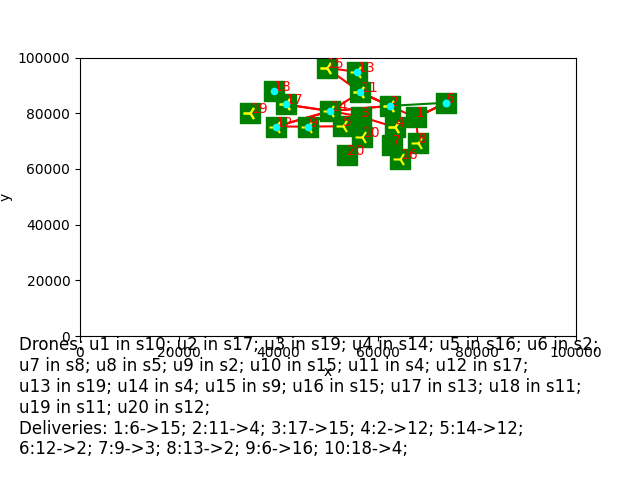 100000
80000
60000
40000
20000
0
y
0 20000 40000 60000 80000 100000
x
Drones: u1 in s10; u2 in s17; u3 in s19; u4 in s14; u5 in s16; u6 in s2;
u7 in s8; u8 in s5; u9 in s2; u10 in s15; u11 in s4; u12 in s17;
u13 in s19; u14 in s4; u15 in s9; u16 in s15; u17 in s13; u18 in s11;
u19 in s11; u20 in s12;
Deliveries: 1:6->15; 2:11->4; 3:17->15; 4:2->12; 5:14->12;
6:12->2; 7:9->3; 8:13->2; 9:6->16; 10:18->4;